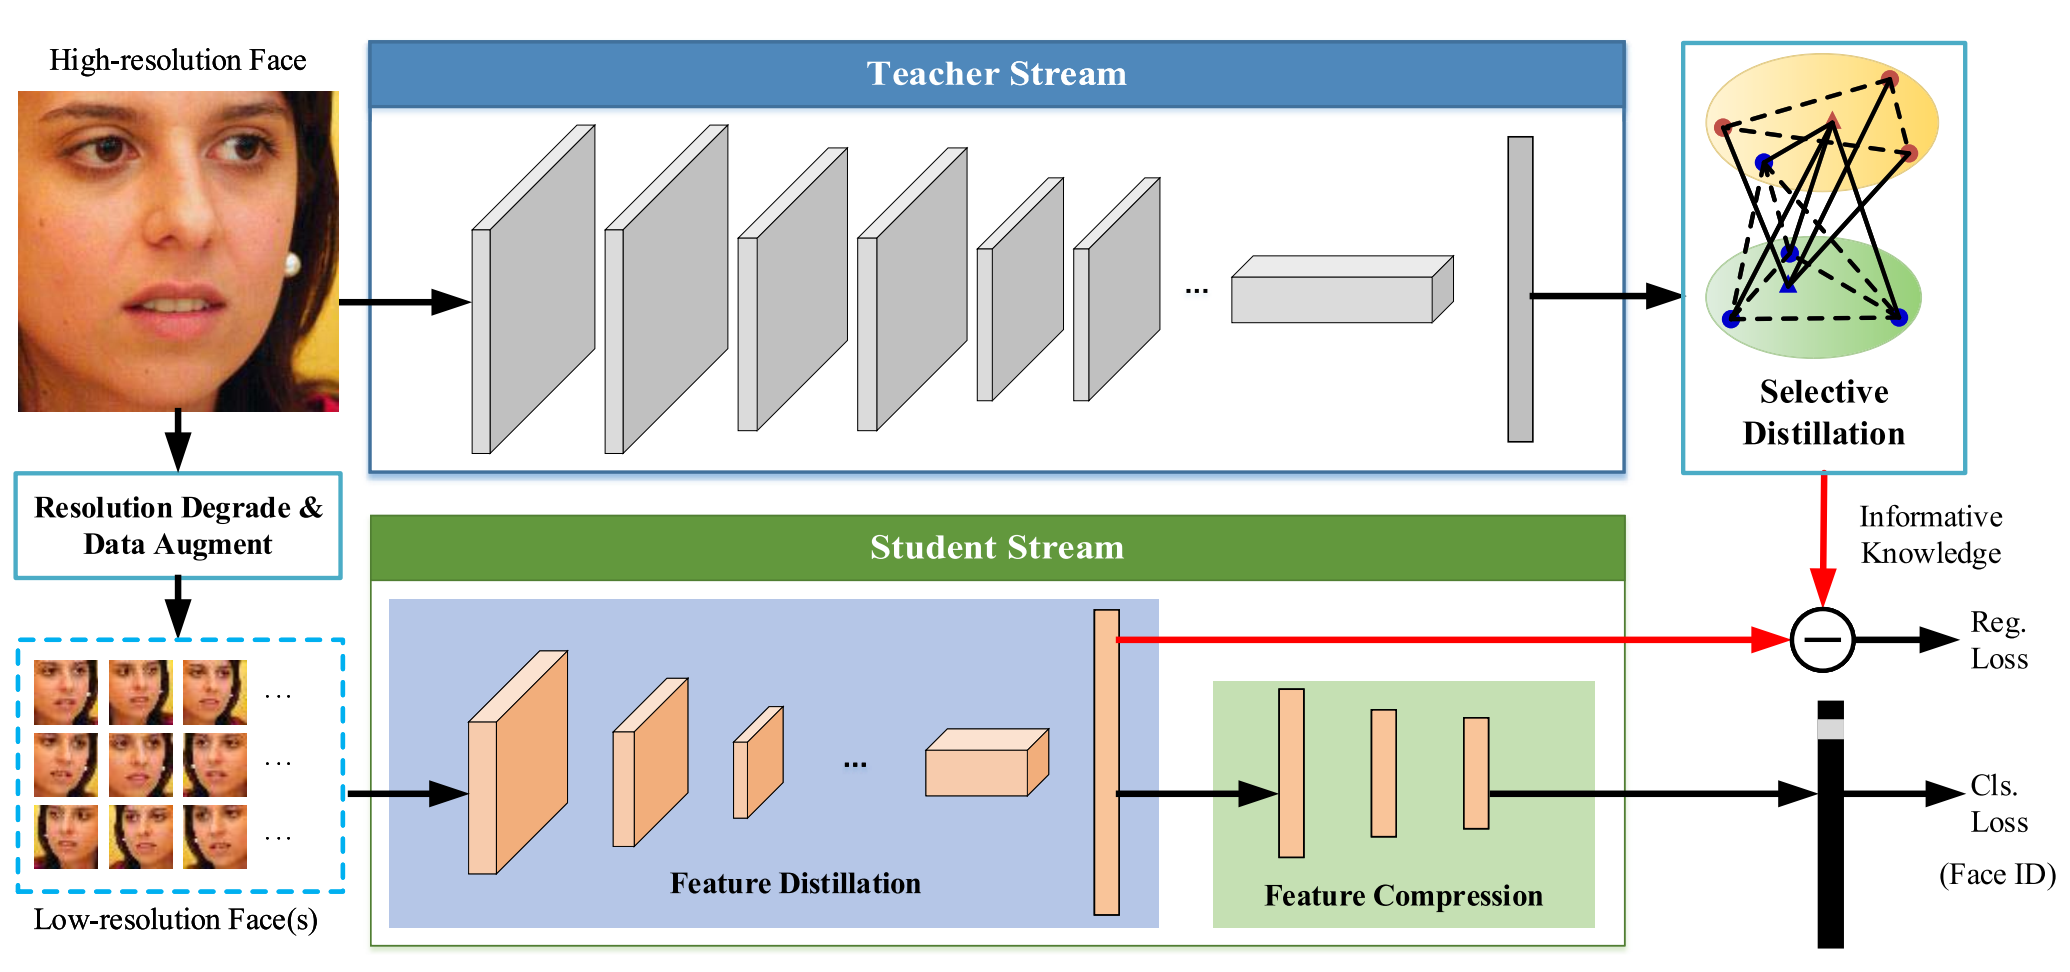 High-resolution Face
Teacher Stream
...
Selective
Distillation
Resolution Degrade &
Data Augment
Informative
Knowledge
Student Stream
Reg.
Loss
...
...
...
...
Feature Distillation
Feature Compression
Cls.
Loss
(Face ID)
Low-resolution Face(s)